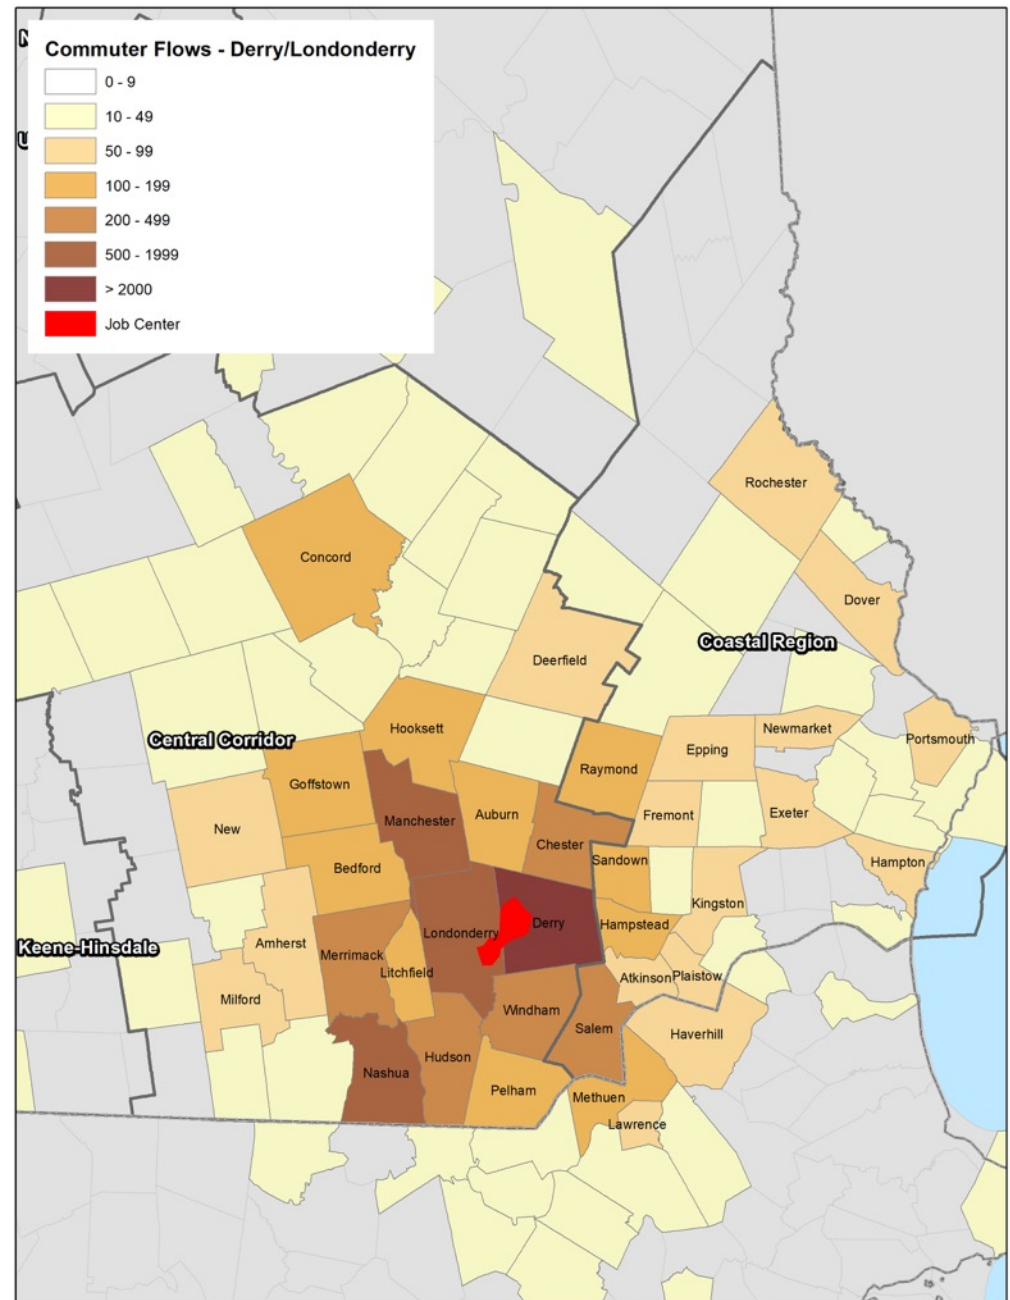 Commuter Flows - Derry/Londonderry
0 - 9
10 - 49
50 - 99
100 - 199
200 - 499
500 - 1999
> 2000
Job Center
Rochester
Concord
Dover
Coastal Region
Deerfield
Hooksett
Newmarket
Portsmouth
Central Corridor
Epping
Raymond
Goffstown
Auburn
Exeter
Fremont
Manchester
New
Chester
Sandown
Hampton
Bedford
Kingston
Derry
Hampstead
Londonderry
Amherst
Keene-Hinsdale
Merrimack
Litchfield
Atkinson
Plaistow
Milford
Windham
Salem
Haverhill
Hudson
Nashua
Pelham
Methuen
Lawrence